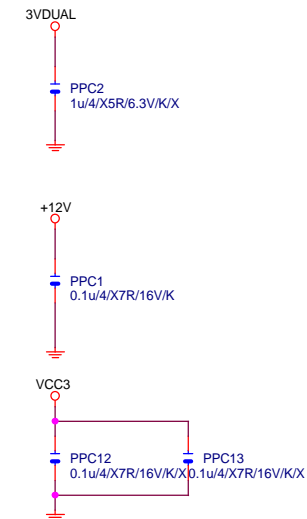 3VDUAL
PPC2
1u/4/X5R/6.3V/K/X
+12V
PPC1
0.1u/4/X7R/16V/K
VCC3
PPC12
0.1u/4/X7R/16V/K/X
PPC13
0.1u/4/X7R/16V/K/X